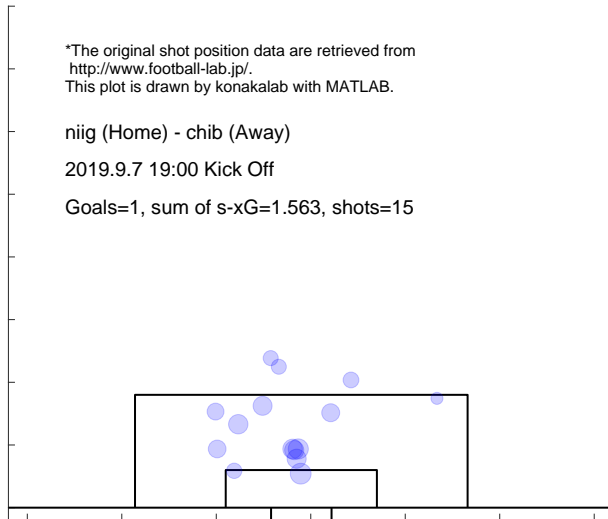 *The original shot position data are retrieved from
http://www.football-lab.jp/.
This plot is drawn by konakalab with MATLAB.
niig (Home) - chib (Away)
2019.9.7 19:00 Kick Off
Goals=1, sum of s-xG=1.563, shots=15